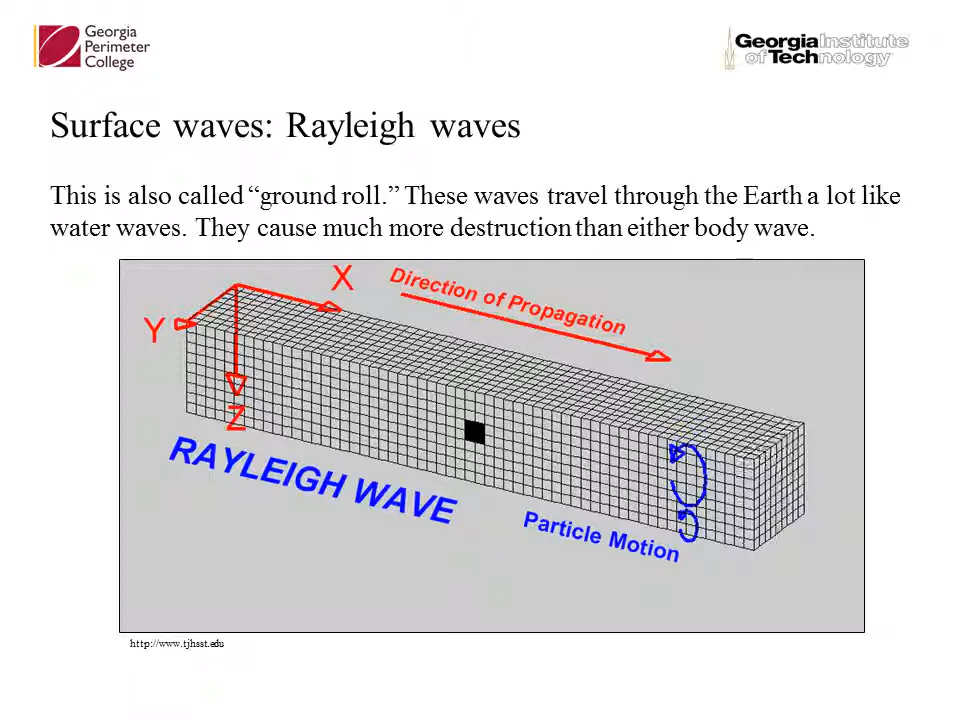 Georgia
Perimeter
College
GeorgiaInstitute
of Technology
Surface waves: Rayleigh waves
This is also called “ground roll.” These waves travel through the Earth a lot like
water waves. They cause much more destruction than either body wave.
X
Direction of Propagation
Y
Z
RAYLEIGH WAVE
Particle Motion
http://www.tjhsst.edu